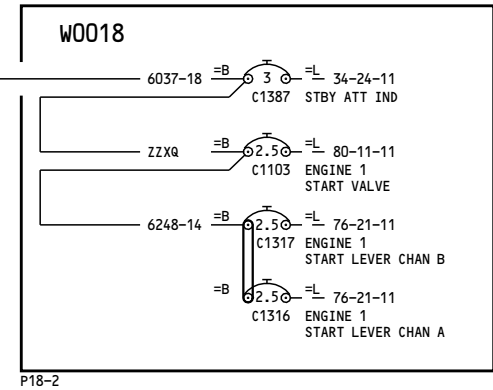 W0018
6037-18 =B 3 =L 34-24-11
C1387 STBY ATT IND
ZZXQ =B 2.5 =L 80-11-11
C1103 ENGINE 1
START VALVE
6248-14 =B 2.5 =L 76-21-11
C1317 ENGINE 1
START LEVER CHAN B
=B 2.5 =L 76-21-11
C1316 ENGINE 1
START LEVER CHAN A
P18-2